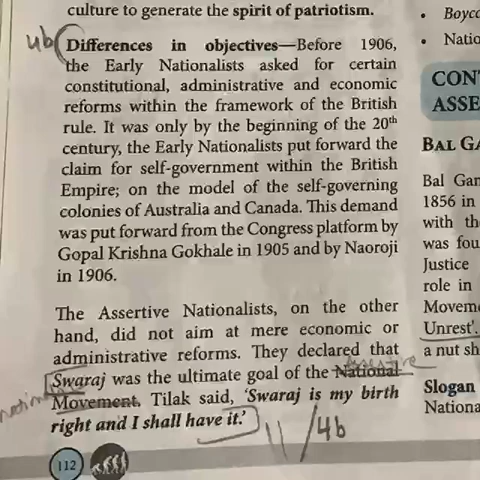 culture to generate the spirit of patriotism.
4b
Differences in objectives—Before 1906,
the Early Nationalists asked for certain
constitutional, administrative and economic
reforms within the framework of the British
rule. It was only by the beginning of the 20th
century, the Early Nationalists put forward the
claim for self-government within the British
Empire; on the model of the self-governing
colonies of Australia and Canada. This demand
was put forward from the Congress platform by
Gopal Krishna Gokhale in 1905 and by Naoroji
in 1906.
The Assertive Nationalists, on the other
hand, did not aim at mere economic or
administrative reforms. They declared that
Swaraj was the ultimate goal of the National
Movement. Tilak said, 'Swaraj is my birth
right and I shall have it.'
11/4b
112
• Boyc
• Natio
CON
ASSE
BAL GA
Bal Gan
1856 in
with th
was fou
Justice
role in
Movem
Unrest'.
a nut sh
Slogan
Nationa